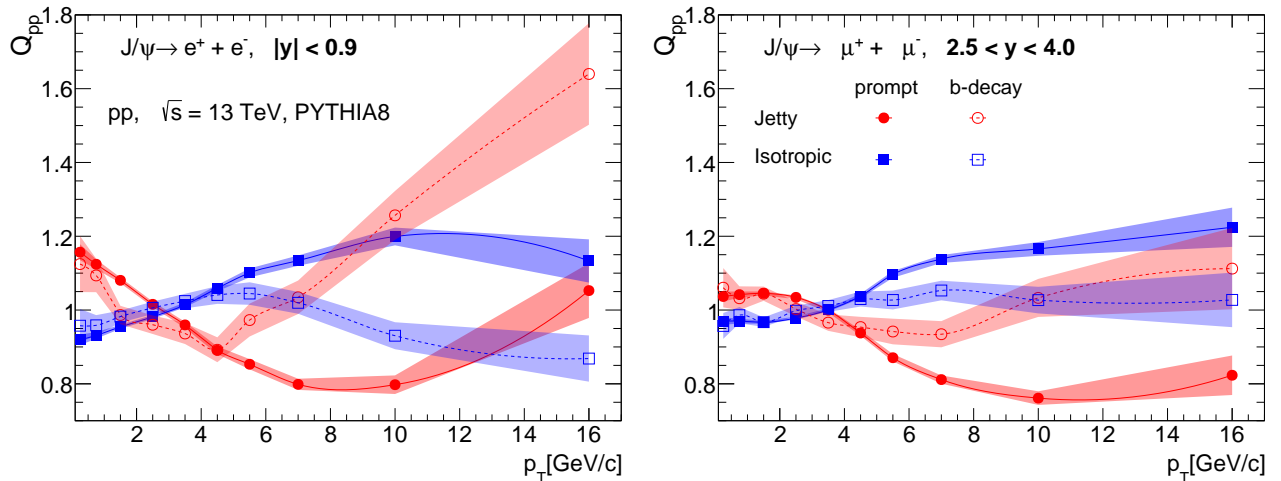 Q_pp
J/ψ→ e⁺ + e⁻, |y| < 0.9
pp, √s = 13 TeV, PYTHIA8
1.8
1.6
1.4
1.2
1
0.8
2 4 6 8 10 12 14 16
p_T[GeV/c]
Q_pp
J/ψ→ μ⁺ + μ⁻, 2.5 < y < 4.0
prompt b-decay
Jetty
Isotropic
1.8
1.6
1.4
1.2
1
0.8
2 4 6 8 10 12 14 16
p_T[GeV/c]